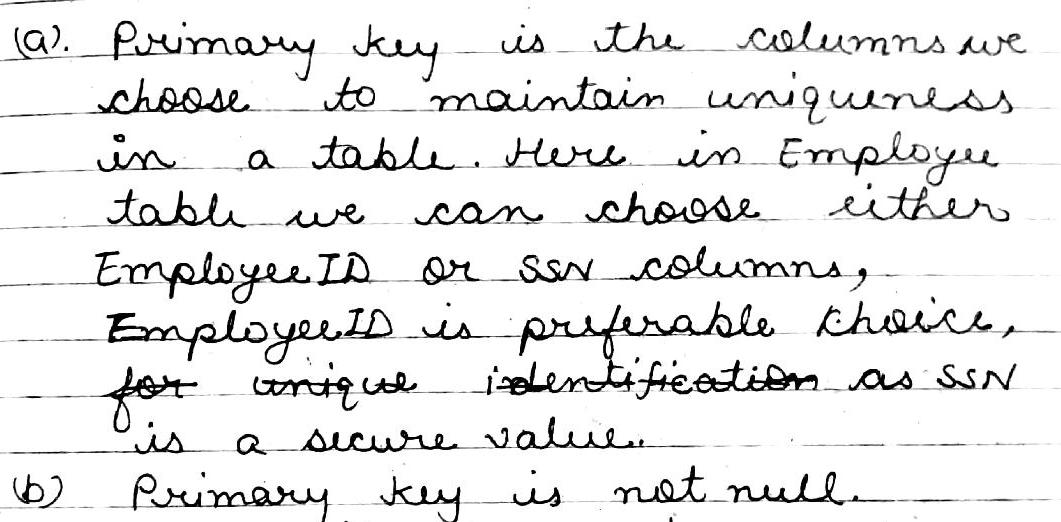 (a). Primary key is the columns we
choose to maintain uniqueness
in a table. Here in Employee
table we can choose either
EmployeeID or SSN columns,
EmployeeID is preferable choice,
for unique identification as SSN
is a secure value.
(b) Primary key is not null.